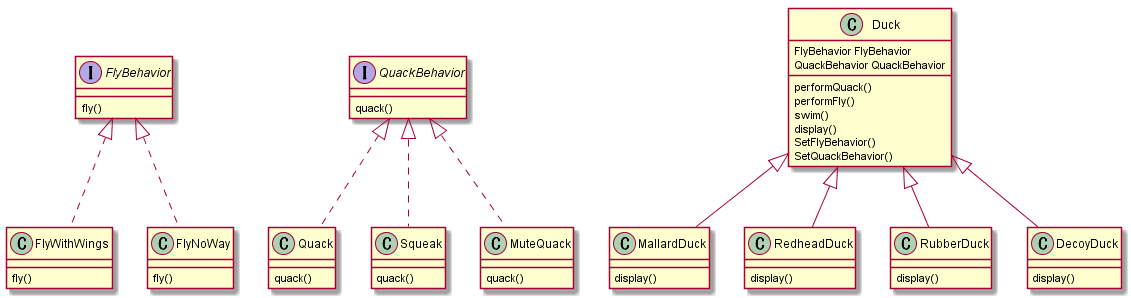 I FlyBehavior
fly()
C FlyWithWings
fly()
C FlyNoWay
fly()
I QuackBehavior
quack()
C Quack
quack()
C Squeak
quack()
C MuteQuack
quack()
C Duck
FlyBehavior FlyBehavior
QuackBehavior QuackBehavior
performQuack()
performFly()
swim()
display()
SetFlyBehavior()
SetQuackBehavior()
C MallardDuck
display()
C RedheadDuck
display()
C RubberDuck
display()
C DecoyDuck
display()